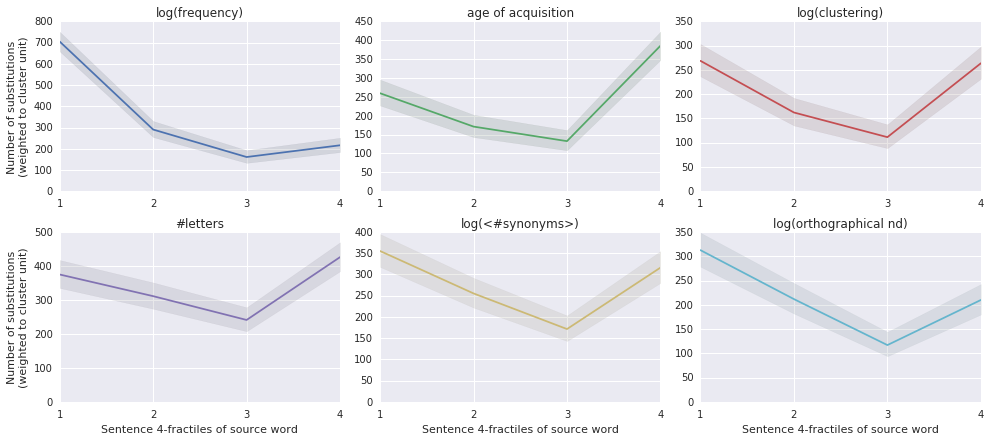 log(frequency)
age of acquisition
log(clustering)
Number of substitutions
(weighted to cluster unit)
800
700
600
500
400
300
200
100
0
1 2 3 4
450
400
350
300
250
200
150
100
50
0
1 2 3 4
350
300
250
200
150
100
50
0
1 2 3 4
#letters
log(<#synonyms>)
log(orthographical nd)
Number of substitutions
(weighted to cluster unit)
500
400
300
200
100
0
1 2 3 4
Sentence 4-fractiles of source word
400
350
300
250
200
150
100
50
0
1 2 3 4
Sentence 4-fractiles of source word
350
300
250
200
150
100
50
0
1 2 3 4
Sentence 4-fractiles of source word